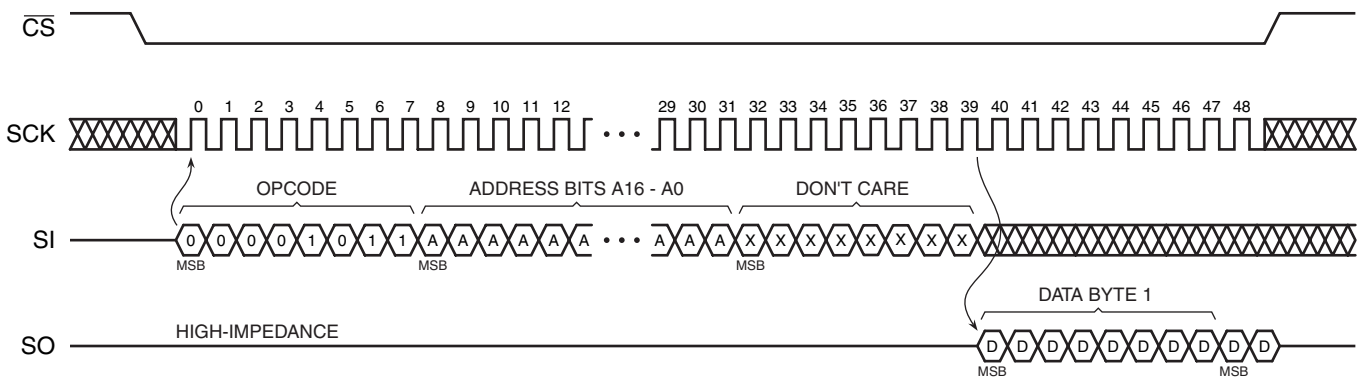 CS
0 1 2 3 4 5 6 7 8 9 10 11 12 29 30 31 32 33 34 35 36 37 38 39 40 41 42 43 44 45 46 47 48
SCK
OPCODE ADDRESS BITS A16 - A0 DON'T CARE
SI 0 0 0 0 1 0 1 1 A A A A A A A A A X X X X X X X X
MSB MSB MSB
DATA BYTE 1
HIGH-IMPEDANCE
SO D D D D D D D D D D
MSB MSB